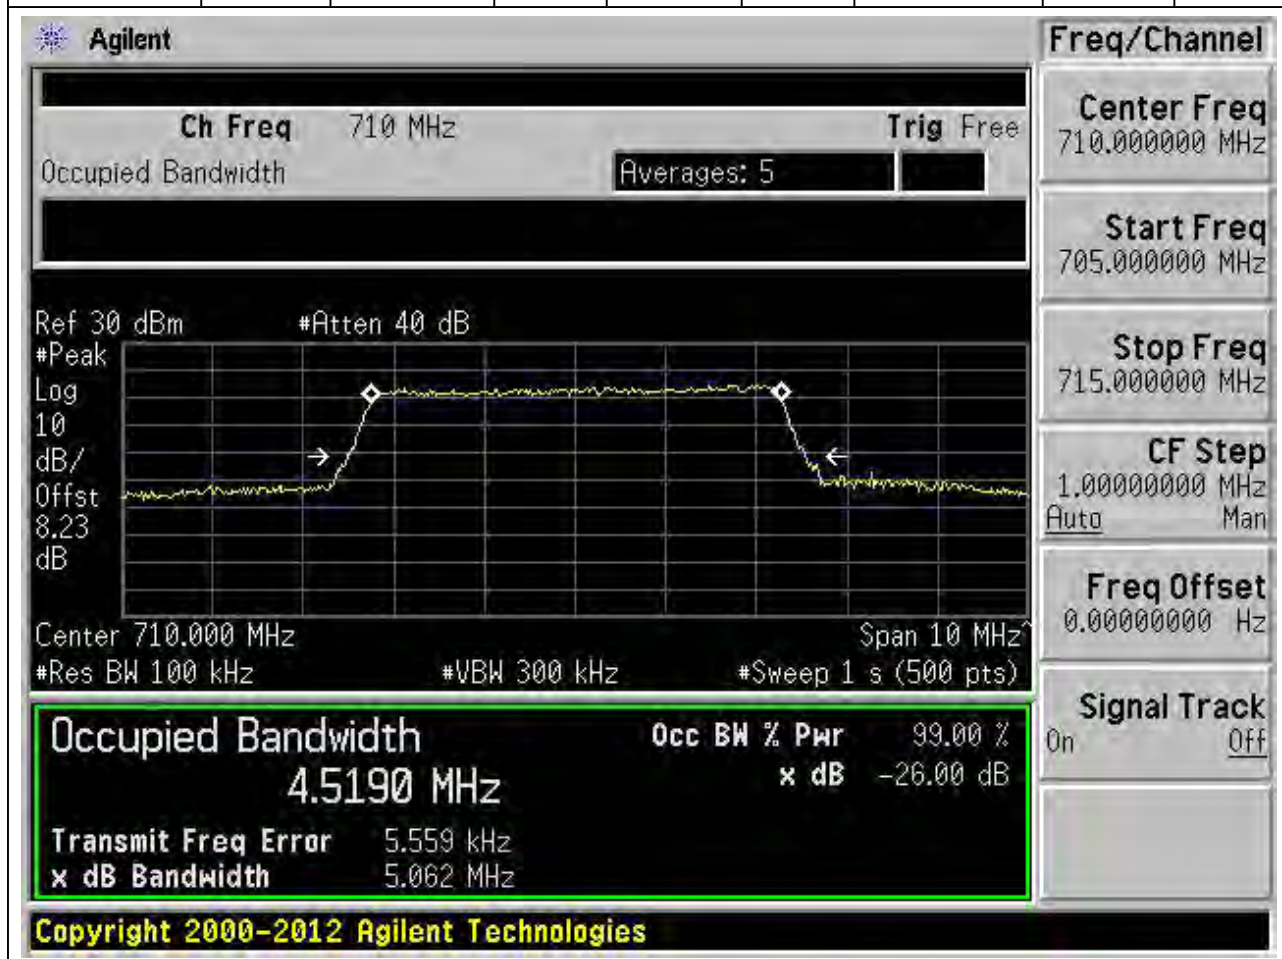 Agilent
Freq/Channel
Ch Freq 710 MHz Trig Free
Occupied Bandwidth Averages: 5
Center Freq
710.000000 MHz
Start Freq
705.000000 MHz
Stop Freq
715.000000 MHz
CF Step
1.00000000 MHz
Auto Man
Freq Offset
0.00000000 Hz
Signal Track
On Off
Ref 30 dBm #Atten 40 dB
#Peak
Log
10
dB/
Offst
8.23
dB
Center 710.000 MHz Span 10 MHz^
#Res BW 100 kHz #VBW 300 kHz #Sweep 1 s (500 pts)
Occupied Bandwidth Occ BW % Pwr 99.00 %
4.5190 MHz x dB -26.00 dB
Transmit Freq Error 5.559 kHz
x dB Bandwidth 5.062 MHz
Copyright 2000-2012 Agilent Technologies